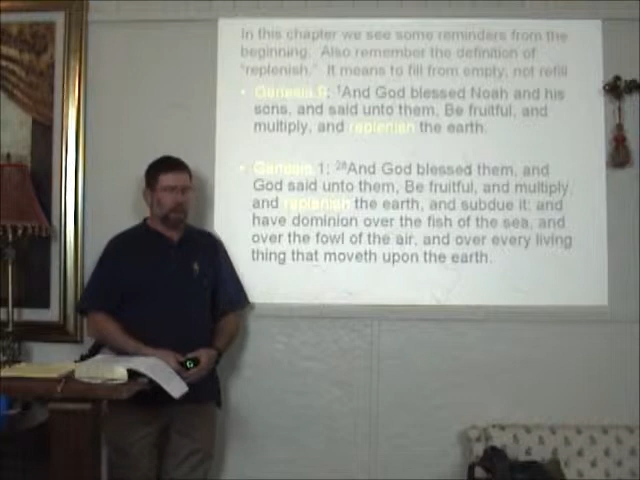 In this chapter we see some reminders from the
beginning. Also remember the definition of
"replenish." It means to fill from empty, not refill
• Genesis 9: ¹And God blessed Noah and his
sons, and said unto them, Be fruitful, and
multiply, and replenish the earth.
• Genesis 1: ²⁸And God blessed them, and
God said unto them, Be fruitful, and multiply,
and replenish the earth, and subdue it: and
have dominion over the fish of the sea, and
over the fowl of the air, and over every living
thing that moveth upon the earth.